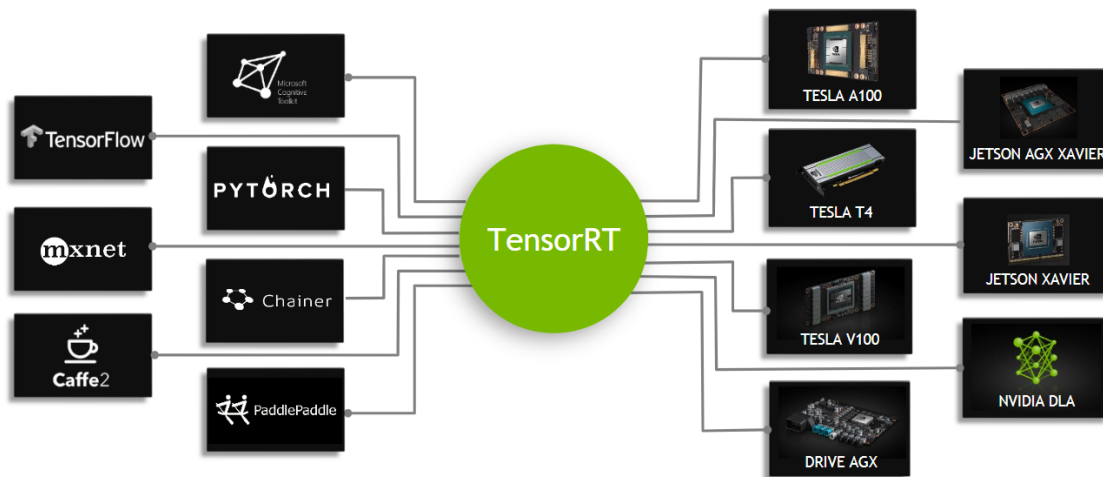 Microsoft
Cognitive
Toolkit
TensorFlow
PYTORCH
mxnet
Chainer
Caffe2
PaddlePaddle
TensorRT
TESLA A100
JETSON AGX XAVIER
TESLA T4
JETSON XAVIER
TESLA V100
NVIDIA DLA
DRIVE AGX